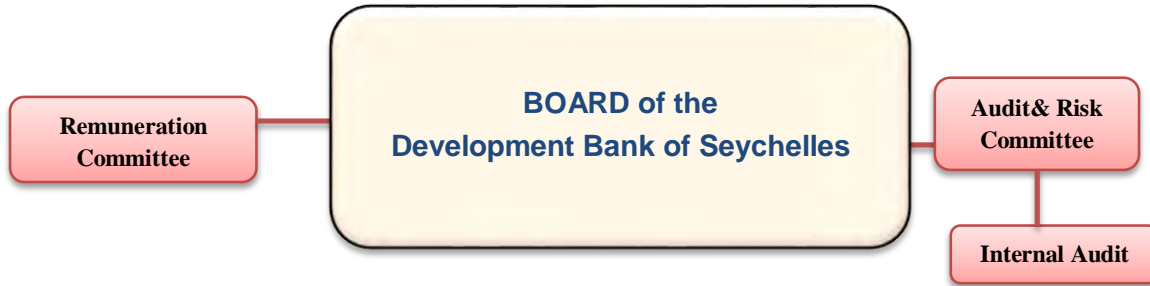 BOARD of the
Development Bank of Seychelles
Remuneration
Committee
Audit& Risk
Committee
Internal Audit